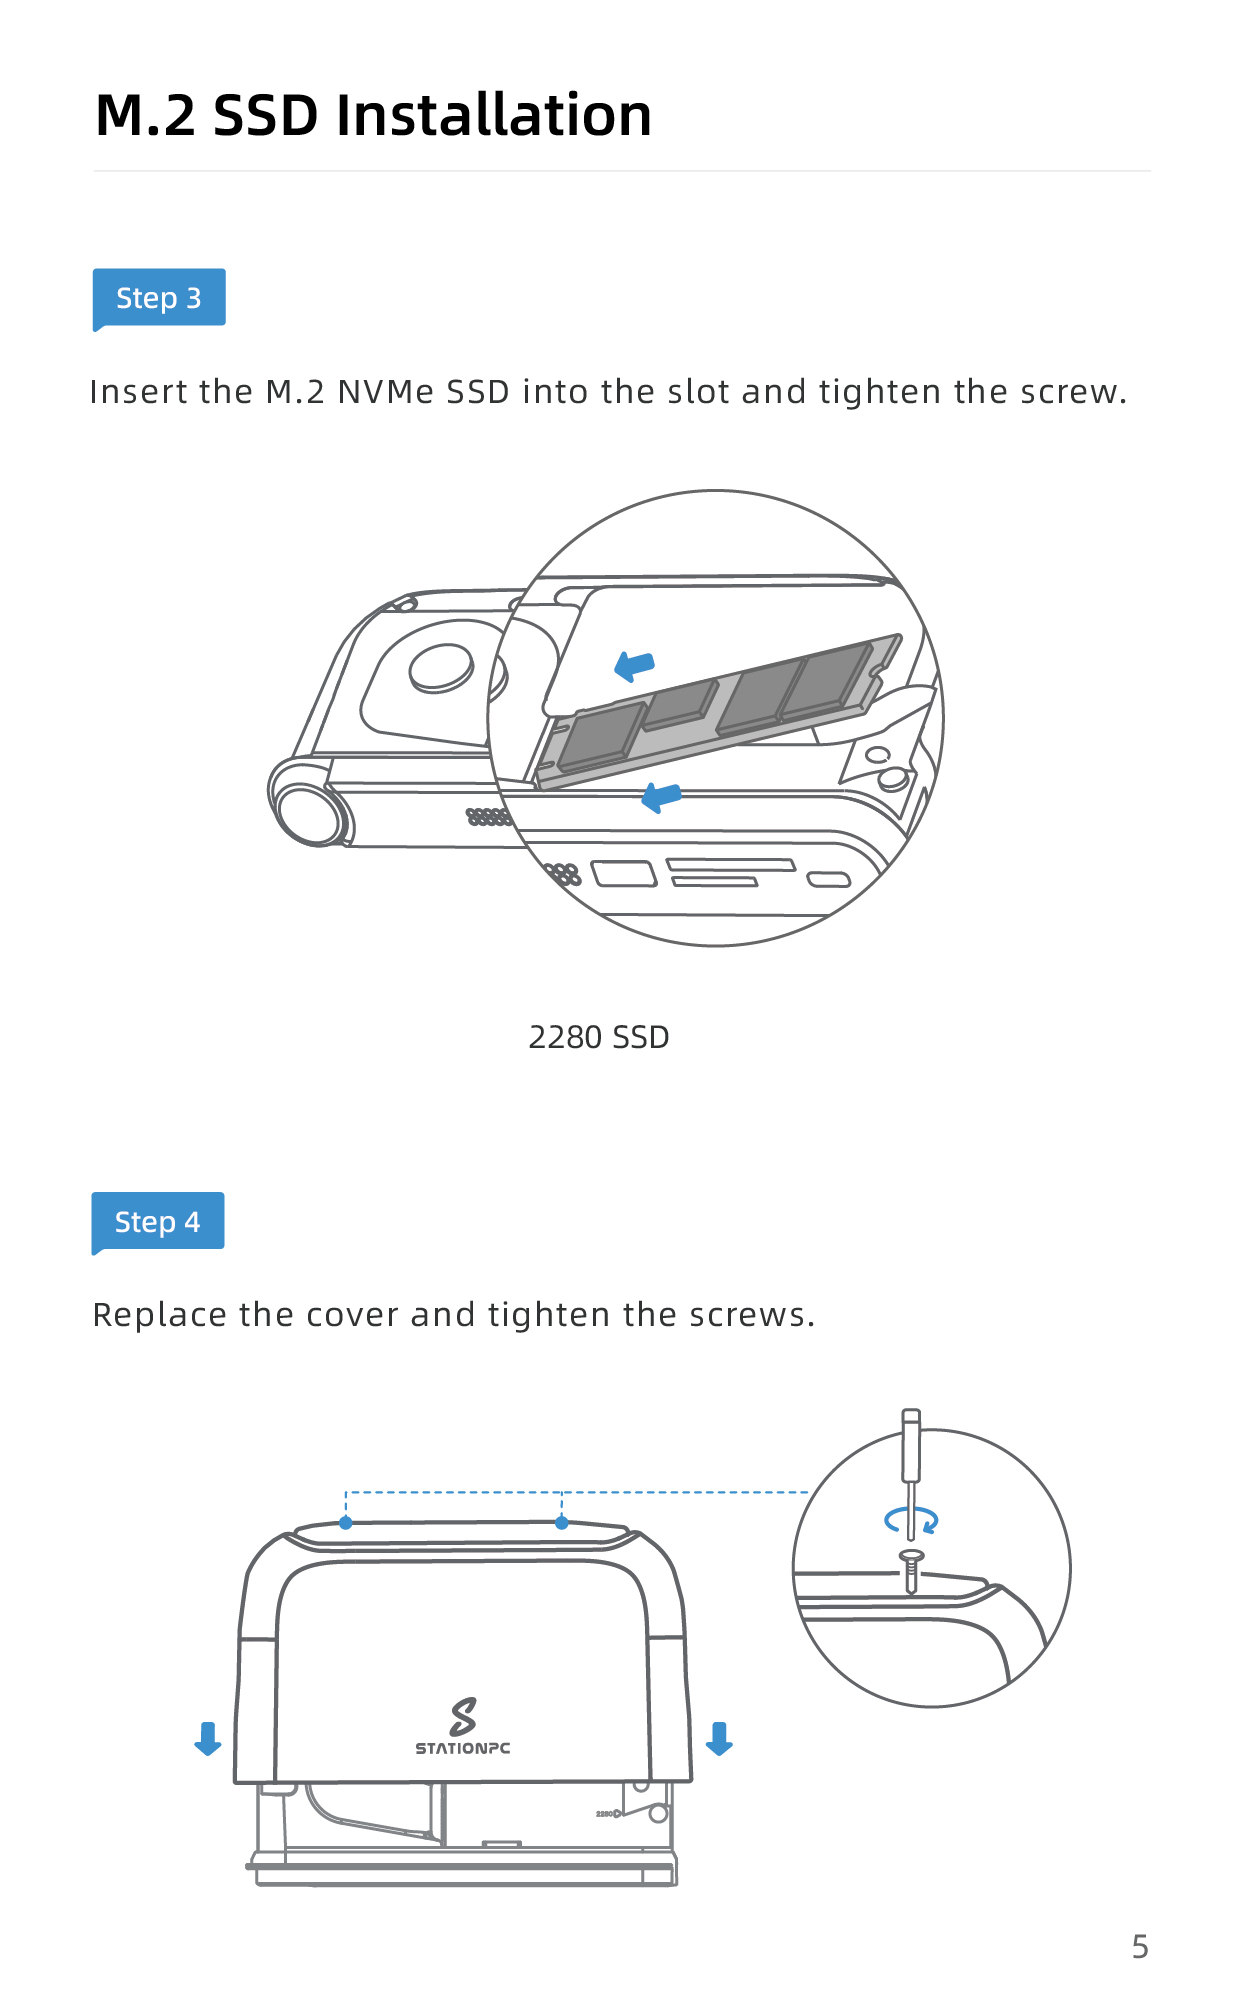 M.2 SSD Installation
Step 3
Insert the M.2 NVMe SSD into the slot and tighten the screw.
2280 SSD
Step 4
Replace the cover and tighten the screws.
STATIONPC
2280
5